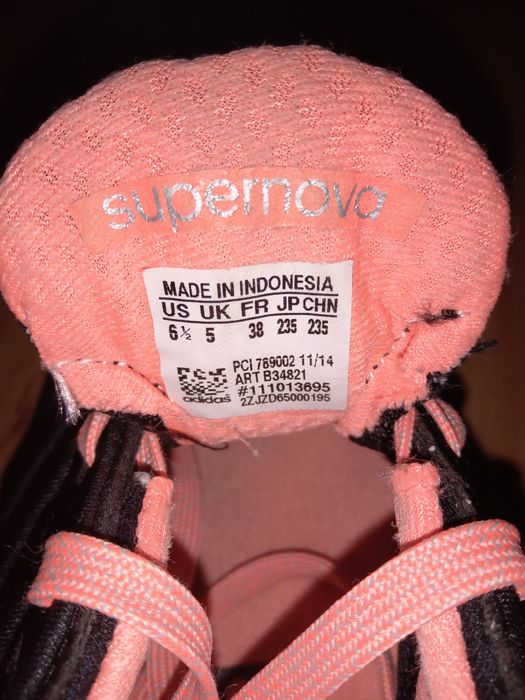 supernova
MADE IN INDONESIA
US UK FR JP CHN
6½ 5 38 235 235
PCI 789002 11/14
ART B34821
#111013695
adidas
2ZJZD65000195